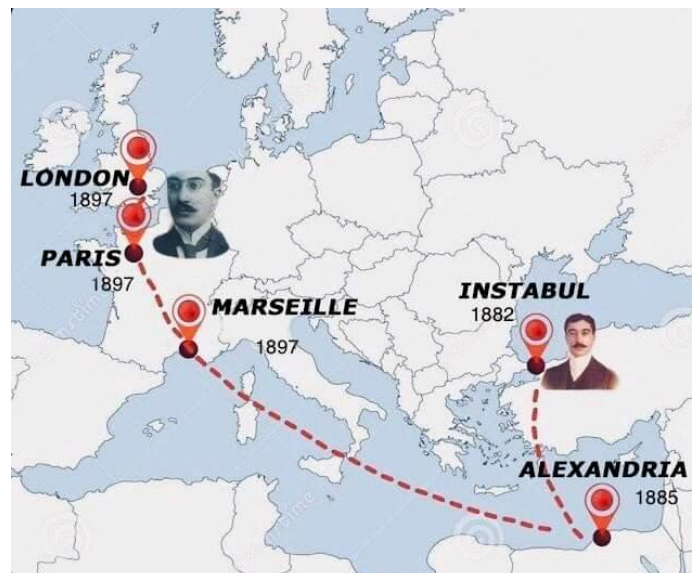 LONDON
1897
PARIS
1897
MARSEILLE
1897
INSTABUL
1882
ALEXANDRIA
1885